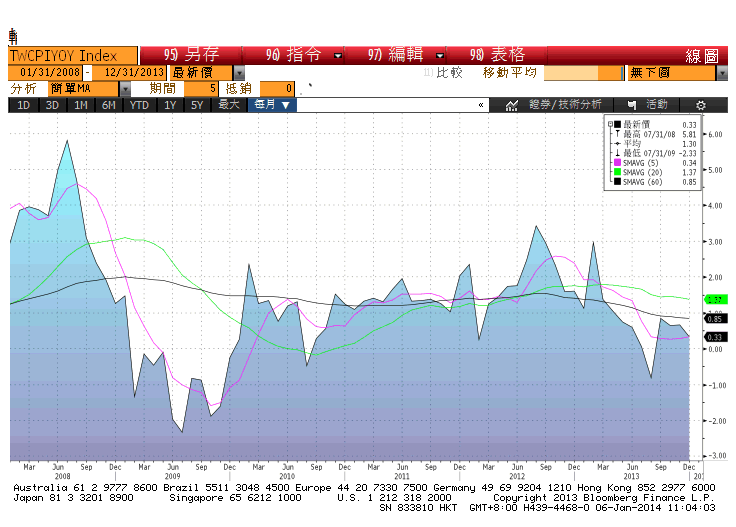 TWCPIYOY Index 95) 另存 96) 指令 97) 編輯 98) 表格 線圖
01/31/2008 - 12/31/2013 最新價 比較 移動平均 無下價
分析 簡單MA 期間 5 抵銷 0
1D 3D 1M 6M YTD 1Y 5Y 最大 每月 ▼ « 證券/技術分析 活動
最新價 0.33
最高 07/31/08 5.81
平均 1.30
最低 07/31/09 -2.33
SMAVG (5) 0.34
SMAVG (20) 1.37
SMAVG (60) 0.85
6.00
5.00
4.00
3.00
2.00
1.37
1.00
0.85
0.33
0.00
-1.00
-2.00
-3.00
Mar Jun Sep Dec Mar Jun Sep Dec Mar Jun Sep Dec Mar Jun Sep Dec Mar Jun Sep Dec Mar Jun Sep Dec
2008 2009 2010 2011 2012 2013
Australia 61 2 9777 8600 Brazil 5511 3048 4500 Europe 44 20 7330 7500 Germany 49 69 9204 1210 Hong Kong 852 2977 6000
Japan 81 3 3201 8900 Singapore 65 6212 1000 U.S. 1 212 318 2000 Copyright 2013 Bloomberg Finance L.P.
SN 833810 HKT GMT+8:00 H439-4468-0 06-Jan-2014 11:04:03